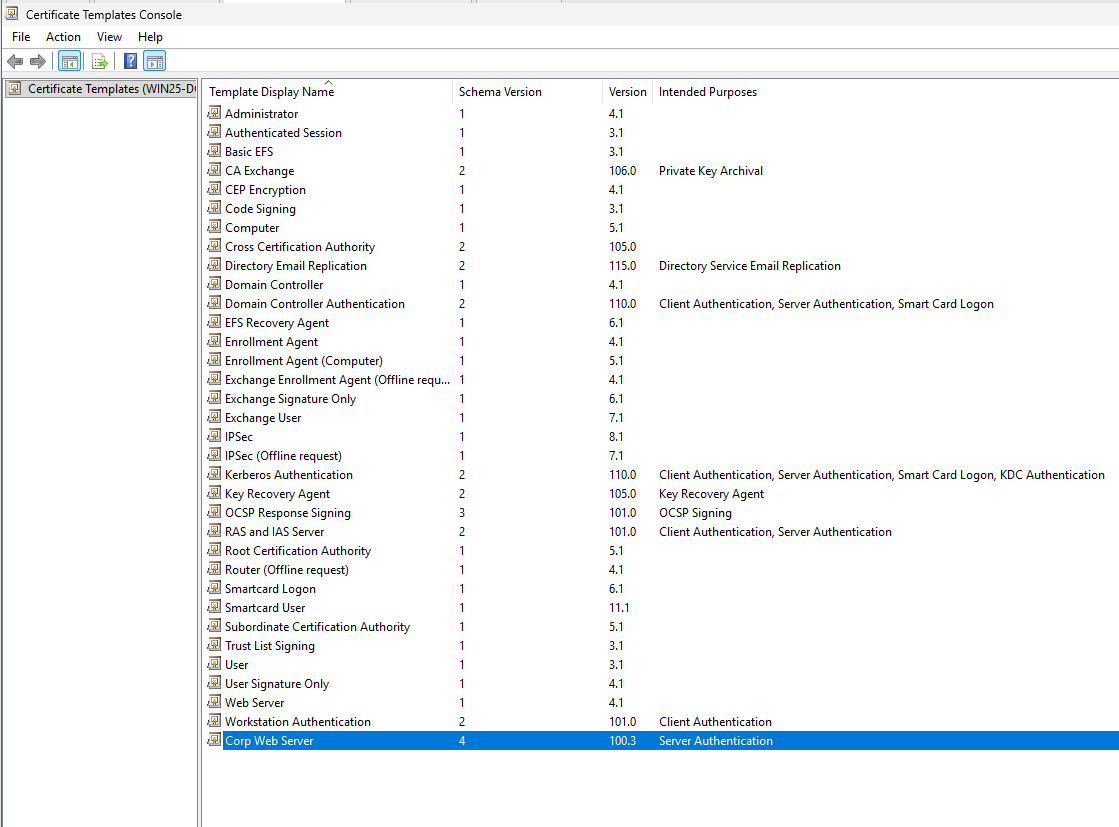 Certificate Templates Console
File Action View Help
Certificate Templates (WIN25-D
Template Display Name Schema Version Version Intended Purposes
Administrator 1 4.1
Authenticated Session 1 3.1
Basic EFS 1 3.1
CA Exchange 2 106.0 Private Key Archival
CEP Encryption 1 4.1
Code Signing 1 3.1
Computer 1 5.1
Cross Certification Authority 2 105.0
Directory Email Replication 2 115.0 Directory Service Email Replication
Domain Controller 1 4.1
Domain Controller Authentication 2 110.0 Client Authentication, Server Authentication, Smart Card Logon
EFS Recovery Agent 1 6.1
Enrollment Agent 1 4.1
Enrollment Agent (Computer) 1 5.1
Exchange Enrollment Agent (Offline requ... 1 4.1
Exchange Signature Only 1 6.1
Exchange User 1 7.1
IPSec 1 8.1
IPSec (Offline request) 1 7.1
Kerberos Authentication 2 110.0 Client Authentication, Server Authentication, Smart Card Logon, KDC Authentication
Key Recovery Agent 2 105.0 Key Recovery Agent
OCSP Response Signing 3 101.0 OCSP Signing
RAS and IAS Server 2 101.0 Client Authentication, Server Authentication
Root Certification Authority 1 5.1
Router (Offline request) 1 4.1
Smartcard Logon 1 6.1
Smartcard User 1 11.1
Subordinate Certification Authority 1 5.1
Trust List Signing 1 3.1
User 1 3.1
User Signature Only 1 4.1
Web Server 1 4.1
Workstation Authentication 2 101.0 Client Authentication
Corp Web Server 4 100.3 Server Authentication